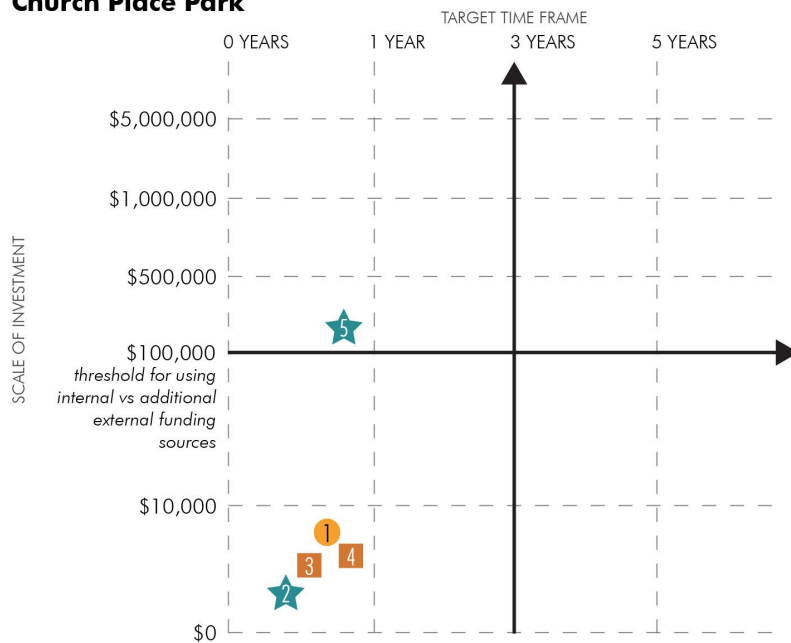 Church Place Park
TARGET TIME FRAME
0 YEARS 1 YEAR 3 YEARS 5 YEARS
SCALE OF INVESTMENT
$5,000,000
$1,000,000
$500,000
5
$100,000
threshold for using
internal vs additional
external funding
sources
$10,000
1
4
3
2
$0